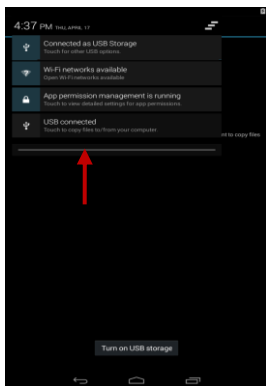 4:37 PM THU, APRIL 17
Connected as USB Storage
Touch for other USB options.
Wi-Fi networks available
Open Wi-Fi networks available
App permission management is running
Touch to view detailed settings for app permissions
USB connected
Touch to copy files to/from your computer
nt to copy files
Turn on USB storage